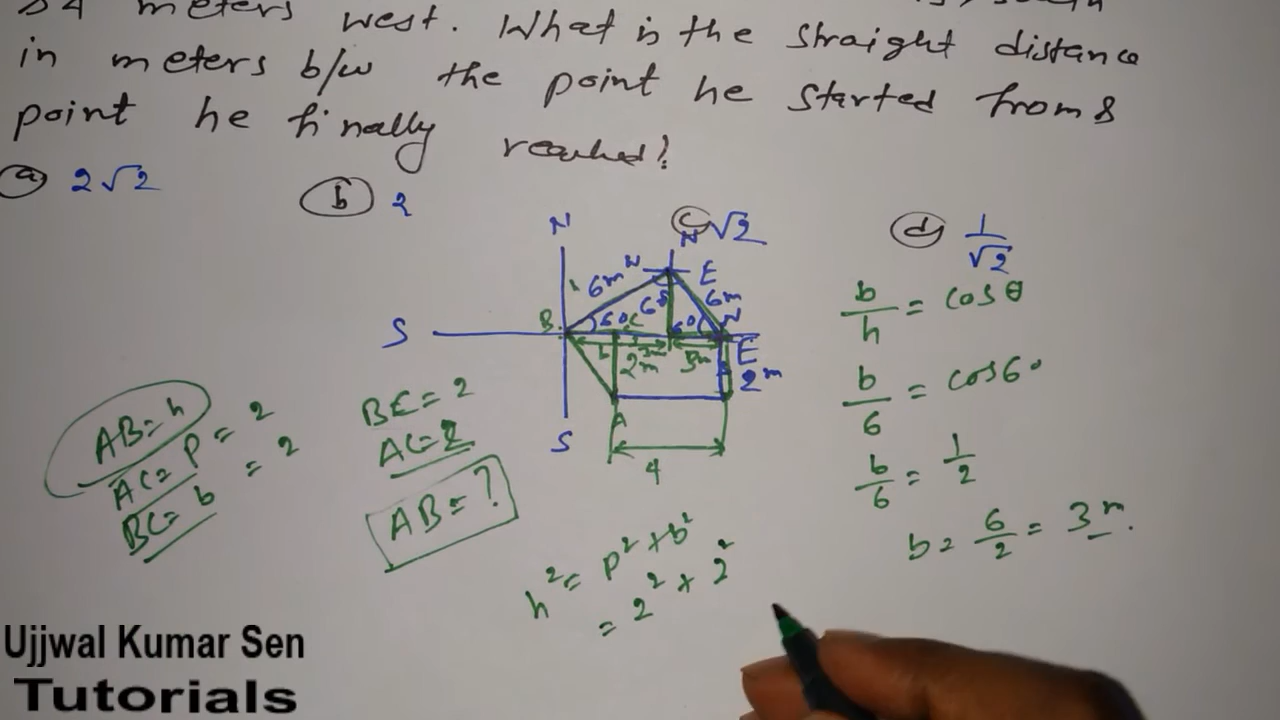 4 meters west. What is the straight distance
in meters b/w the point he started from &
point he finally reached?
a 2√2
b 2
c √2
d 1/√2
N
S
S
N
N
E
6m
60
6m
60
B
C
2m
3m
3m
E
2m
A
4
AB = h
AC = P = 2
BC = b = 2
BC = 2
AC = 2
AB = ?
h² = P² + b²
= 2² + 2²
b/h = cos θ
b/6 = cos 60
b/6 = 1/2
b = 6/2 = 3m.
Ujjwal Kumar Sen
Tutorials